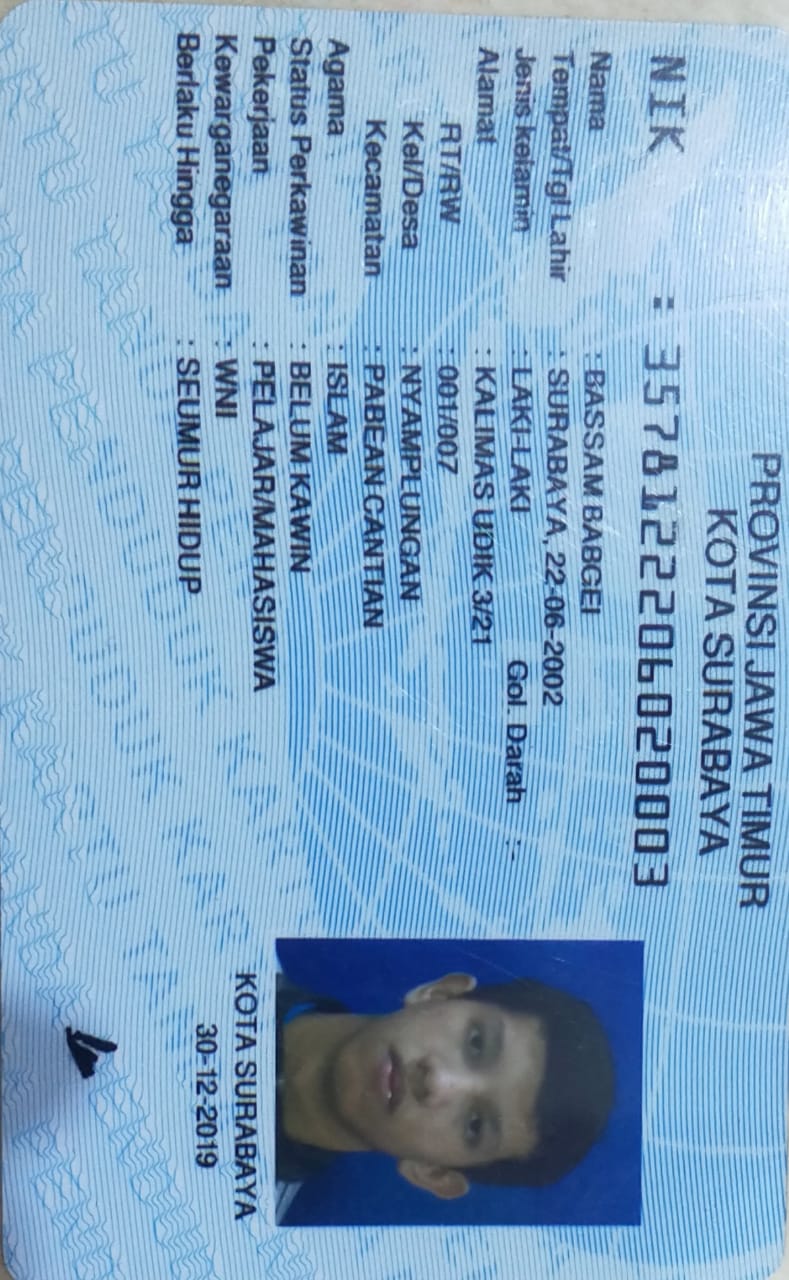 PROVINSI JAWA TIMUR
KOTA SURABAYA
NIK : 3578122206020003
Nama : BASSAM BABGEI
Tempat/Tgl Lahir : SURABAYA, 22-06-2002
Jenis kelamin : LAKI-LAKI Gol. Darah :-
Alamat : KALIMAS UDIK 3/21
RT/RW : 001/007
Kel/Desa : NYAMPLUNGAN
Kecamatan : PABEAN CANTIAN
Agama : ISLAM
Status Perkawinan : BELUM KAWIN
Pekerjaan : PELAJAR/MAHASISWA
Kewarganegaraan : WNI
Berlaku Hingga : SEUMUR HIDUP
KOTA SURABAYA
30-12-2019